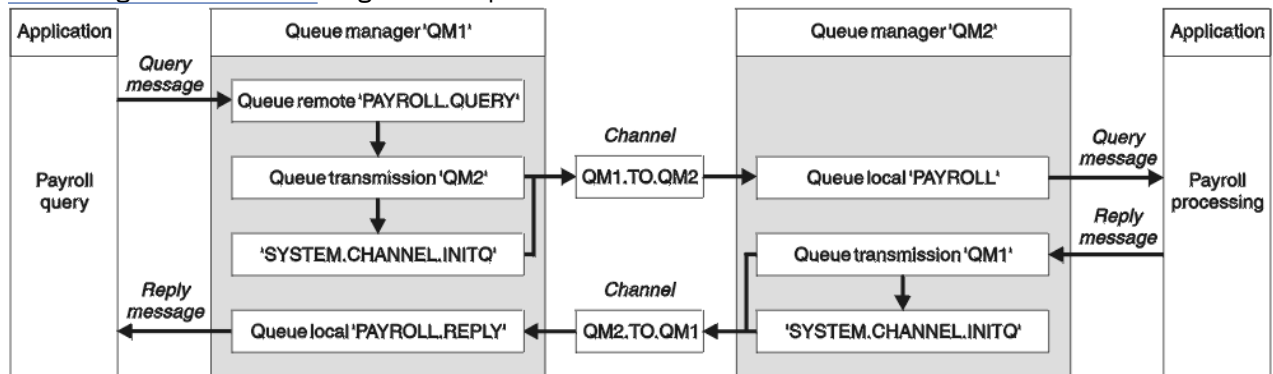 Application
Queue manager 'QM1'
Queue manager 'QM2'
Application
Query
message
Queue remote 'PAYROLL.QUERY'
Channel
Query
message
Payroll
query
Queue transmission 'QM2'
QM1.TO.QM2
Queue local 'PAYROLL'
Payroll
processing
Reply
message
'SYSTEM.CHANNEL.INITQ'
Queue transmission 'QM1'
Reply
message
Channel
Queue local 'PAYROLL.REPLY'
QM2.TO.QM1
'SYSTEM.CHANNEL.INITQ'